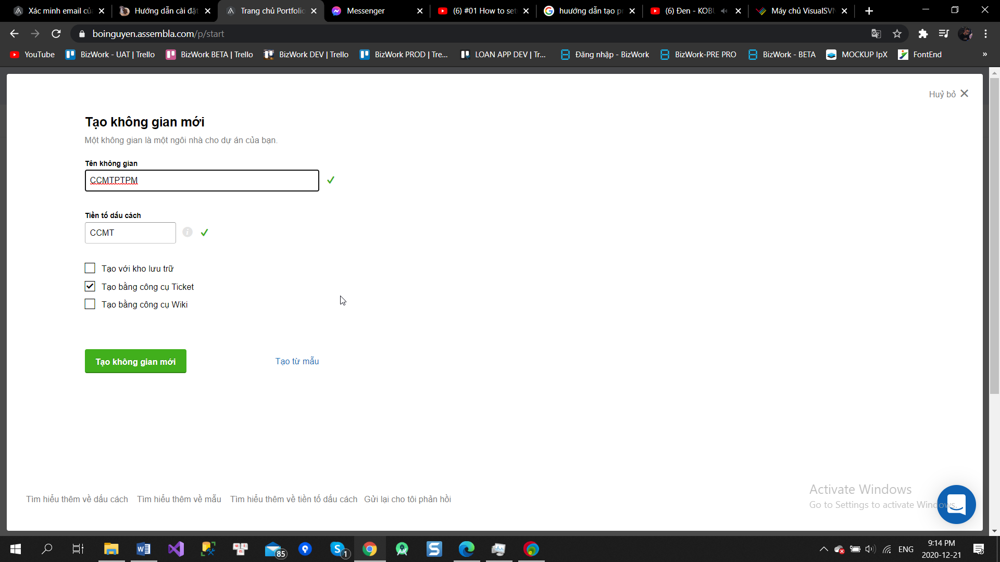 Xác minh email củ
Hướng dẫn cài đặt
Trang chủ Portfolio
Messenger
(6) #01 How to set
huướng dẫn tạo pr
(6) Đen - KOBU
Máy chủ VisualSVN
boinguyen.assembla.com/p/start
YouTube
BizWork - UAT | Trello
BizWork BETA | Trello
BizWork DEV | Trello
BizWork PROD | Tre...
LOAN APP DEV | Tr...
Đăng nhập - BizWork
BizWork-PRE PRO
BizWork - BETA
MOCKUP IpX
FontEnd
»
Huỷ bỏ
Tạo không gian mới
Một không gian là một ngôi nhà cho dự án của bạn.
Tên không gian
CCMTPTPM
Tiền tố dấu cách
CCMT
Tạo với kho lưu trữ
Tạo bằng công cụ Ticket
Tạo bằng công cụ Wiki
Tạo không gian mới
Tạo từ mẫu
Tìm hiểu thêm về dấu cách
Tìm hiểu thêm về mẫu
Tìm hiểu thêm về tiền tố dấu cách
Gửi lại cho tôi phản hồi
Activate Windows
Go to Settings to activate Windows.
85
1
ENG
9:14 PM
2020-12-21